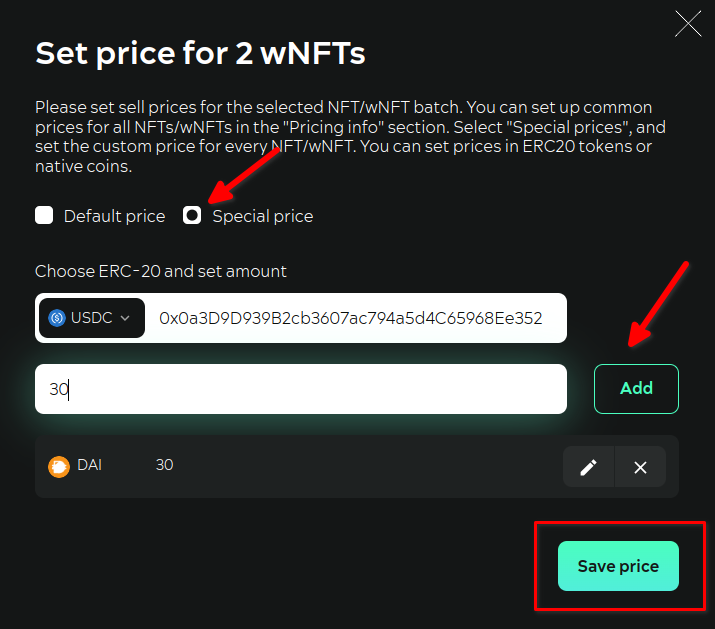 Set price for 2 wNFTs
Please set sell prices for the selected NFT/wNFT batch. You can set up common
prices for all NFTs/wNFTs in the "Pricing info" section. Select "Special prices", and
set the custom price for every NFT/wNFT. You can set prices in ERC20 tokens or
native coins.
Default price Special price
Choose ERC-20 and set amount
USDC 0x0a3D9D939B2cb3607ac794a5d4C65968Ee352
30 Add
DAI 30
Save price